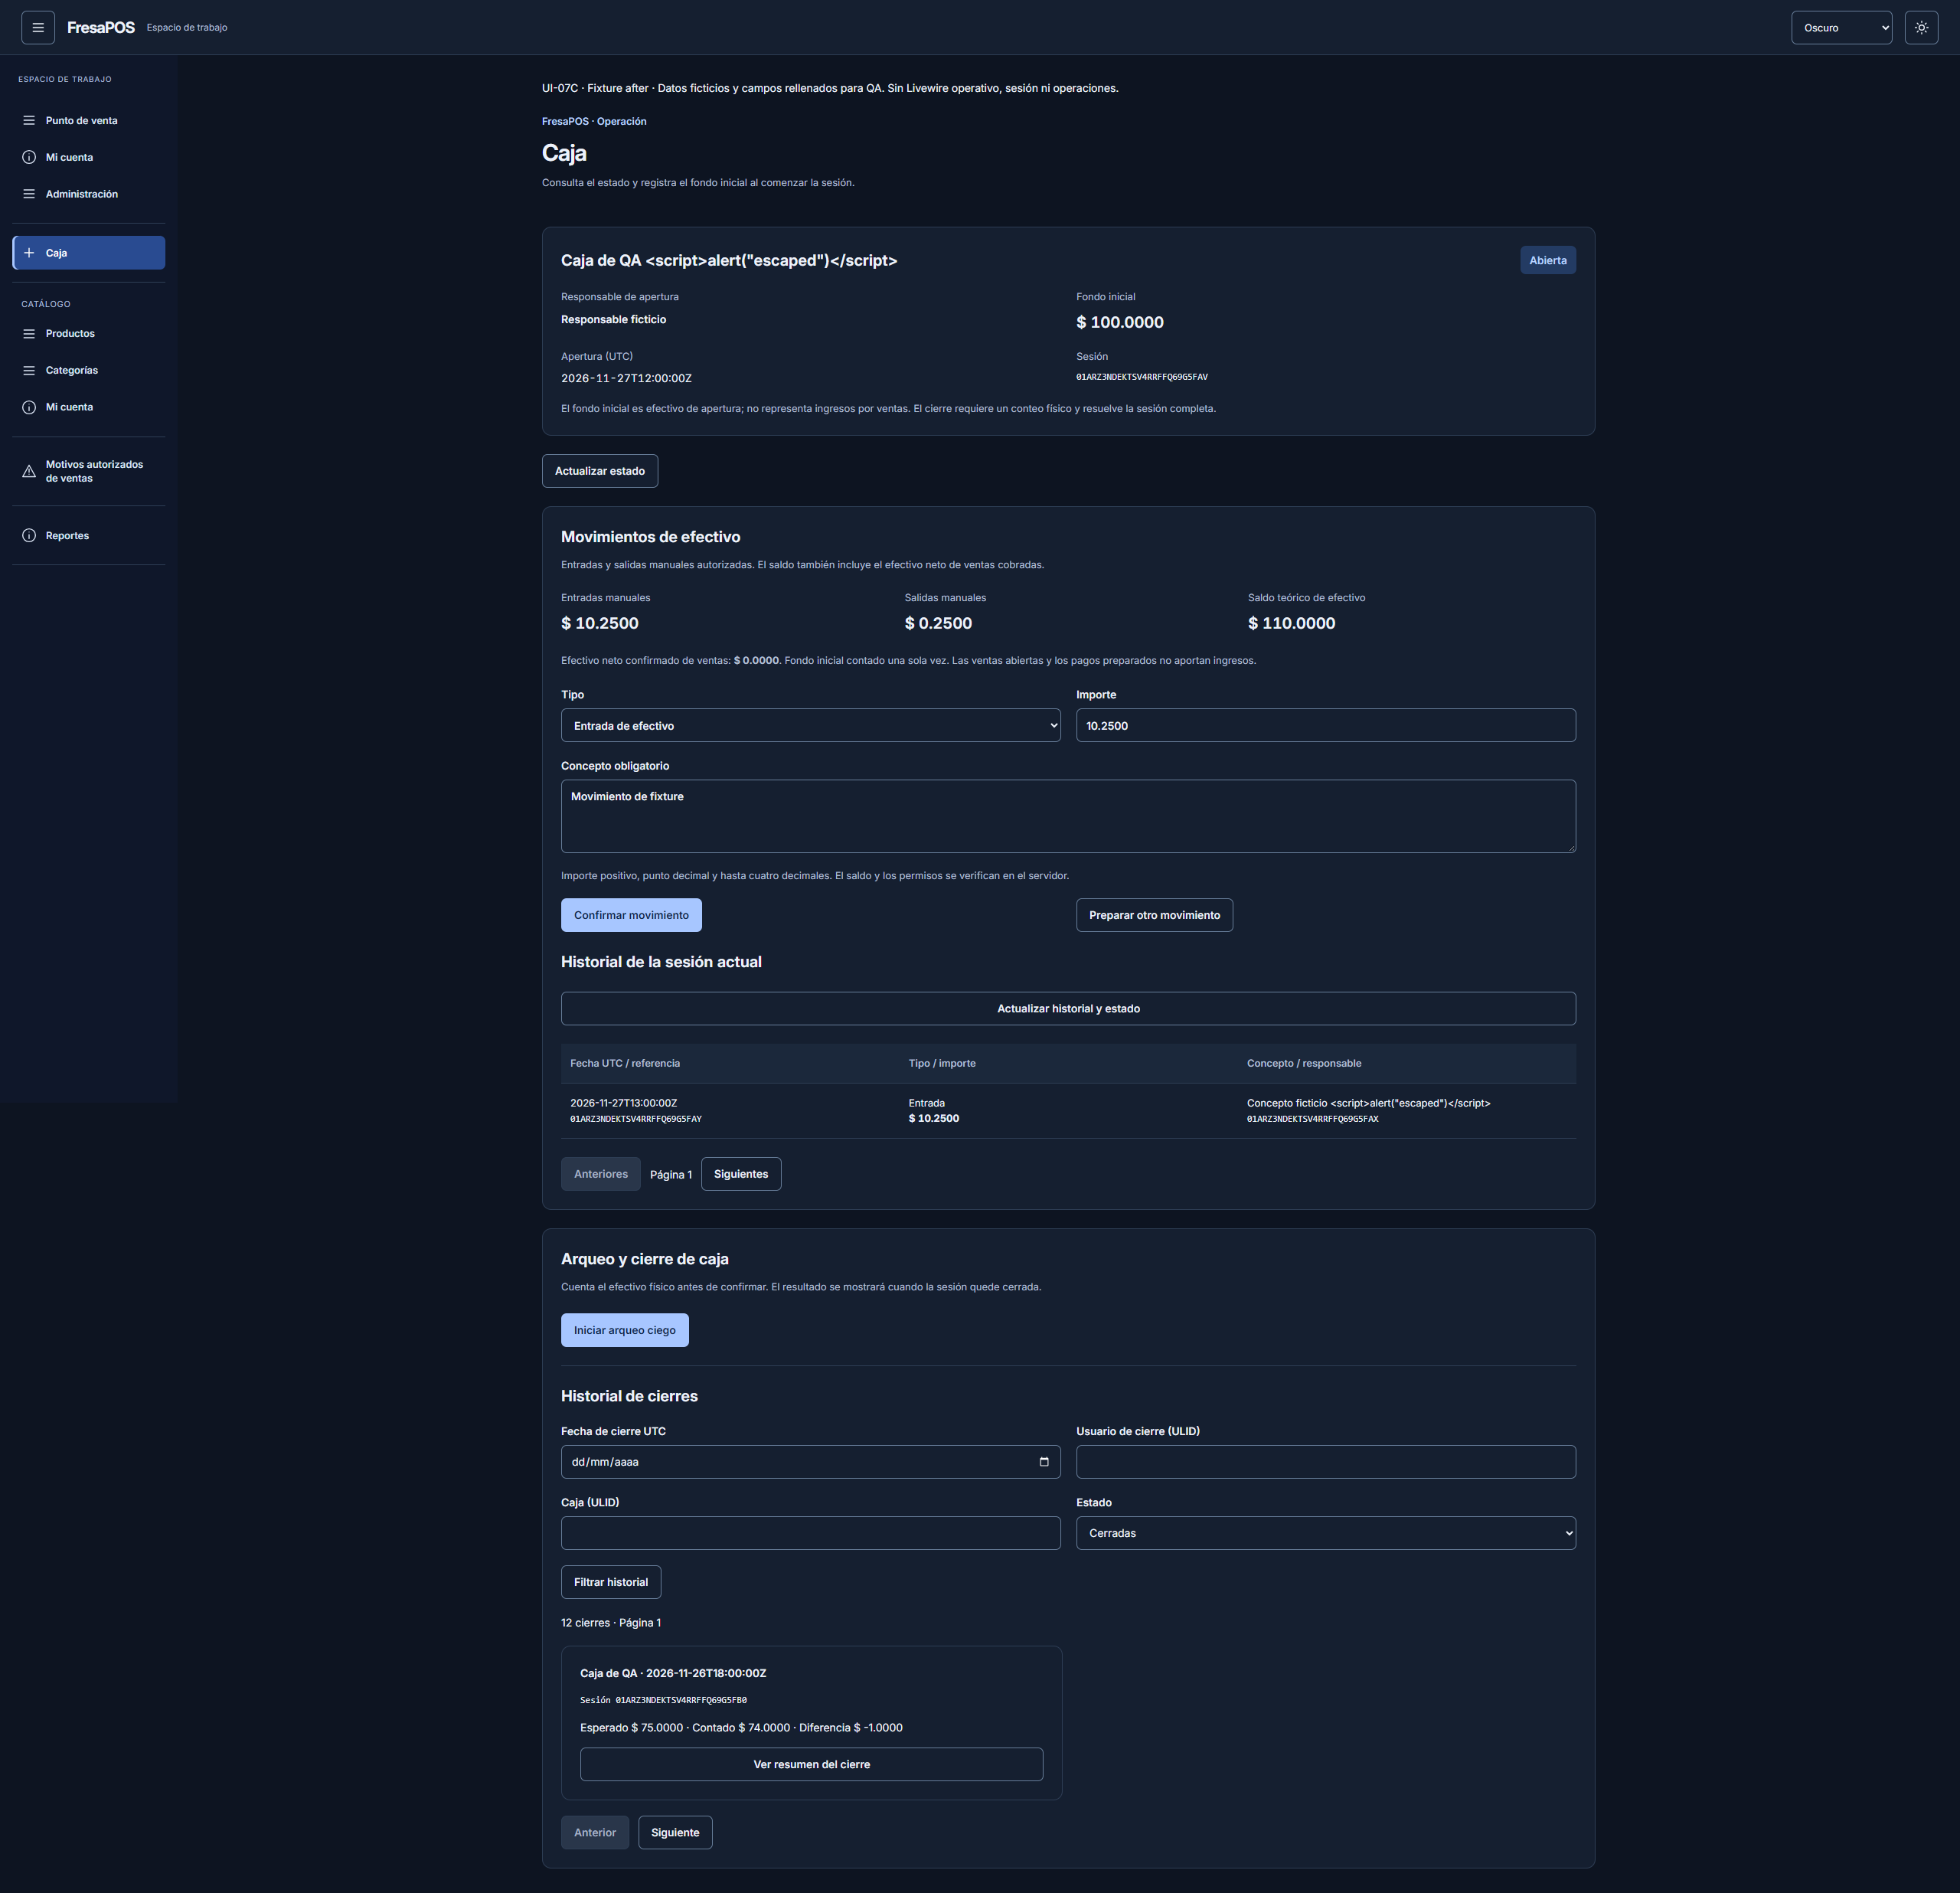 FresaPOS
Espacio de trabajo
Oscuro
ESPACIO DE TRABAJO
Punto de venta
Mi cuenta
Administración
Caja
CATÁLOGO
Productos
Categorías
Mi cuenta
Motivos autorizados
de ventas
Reportes
UI-07C · Fixture after · Datos ficticios y campos rellenados para QA. Sin Livewire operativo, sesión ni operaciones.
FresaPOS · Operación
Caja
Consulta el estado y registra el fondo inicial al comenzar la sesión.
Caja de QA <script>alert("escaped")</script>
Abierta
Responsable de apertura
Responsable ficticio
Fondo inicial
$ 100.0000
Apertura (UTC)
2026-11-27T12:00:00Z
Sesión
01ARZ3NDEKTSV4RRFFQ69G5FAV
El fondo inicial es efectivo de apertura; no representa ingresos por ventas. El cierre requiere un conteo físico y resuelve la sesión completa.
Actualizar estado
Movimientos de efectivo
Entradas y salidas manuales autorizadas. El saldo también incluye el efectivo neto de ventas cobradas.
Entradas manuales
$ 10.2500
Salidas manuales
$ 0.2500
Saldo teórico de efectivo
$ 110.0000
Efectivo neto confirmado de ventas: $ 0.0000. Fondo inicial contado una sola vez. Las ventas abiertas y los pagos preparados no aportan ingresos.
Tipo
Entrada de efectivo
Importe
10.2500
Concepto obligatorio
Movimiento de fixture
Importe positivo, punto decimal y hasta cuatro decimales. El saldo y los permisos se verifican en el servidor.
Confirmar movimiento
Preparar otro movimiento
Historial de la sesión actual
Actualizar historial y estado
Fecha UTC / referencia
Tipo / importe
Concepto / responsable
2026-11-27T13:00:00Z
01ARZ3NDEKTSV4RRFFQ69G5FAY
Entrada
$ 10.2500
Concepto ficticio <script>alert("escaped")</script>
01ARZ3NDEKTSV4RRFFQ69G5FAX
Anteriores
Página 1
Siguientes
Arqueo y cierre de caja
Cuenta el efectivo físico antes de confirmar. El resultado se mostrará cuando la sesión quede cerrada.
Iniciar arqueo ciego
Historial de cierres
Fecha de cierre UTC
dd/mm/aaaa
Usuario de cierre (ULID)
Caja (ULID)
Estado
Cerradas
Filtrar historial
12 cierres · Página 1
Caja de QA · 2026-11-26T18:00:00Z
Sesión 01ARZ3NDEKTSV4RRFFQ69G5FB0
Esperado $ 75.0000 · Contado $ 74.0000 · Diferencia $ -1.0000
Ver resumen del cierre
Anterior
Siguiente